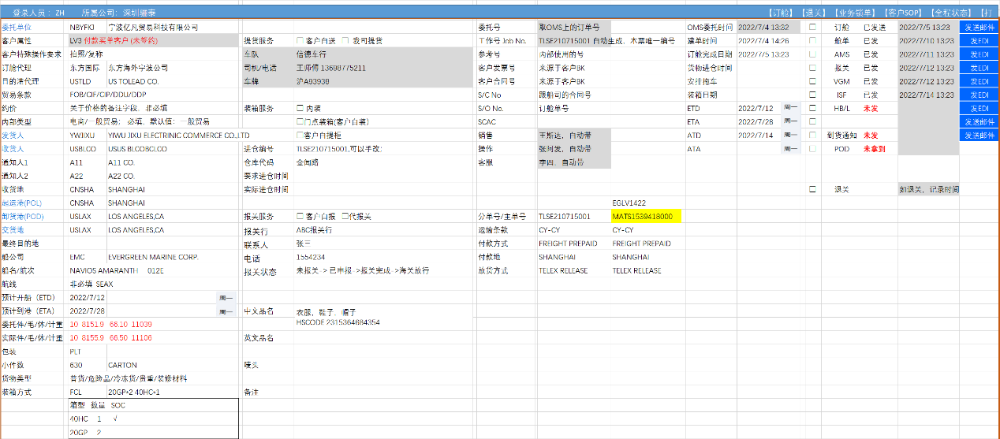 登录人员：ZH 所属公司：深圳骊泰 【订舱】【退关】【业务锁单】【客户SOP】【全程状态】【打
委托单位 NBYFKJ 宁波亿凡贸易科技有限公司 委托号 取OMS上的订单号 OMS委托时间 2022/7/4 13:32 订舱 已发送 2022/7/5 13:23 发送邮件
客户属性 LV3 付款买单客户 (未签约) 提货服务 客户自送 我司提货 工作号 Job No. TLSE210715001 自动生成，本票唯一编号 建单时间 2022/7/4 14:26 舱单 已发 2022/7/10 13:23 发EDI
客户特殊操作要求 拍照/复称 车队 信德车行 参考号 内部使用的号 订舱完成日期 2022/7/5 13:23 AMS 已发 2022/7/11 13:23 发EDI
订舱代理 东方国际 东方海外宁波公司 司机/电话 王师傅 13698775211 客户发票号 来源于客户BK 货物进仓时间 报关 已发 2022/7/12 13:23 发EDI
目的港代理 USTLD US TOLEAD CO. 车牌 沪A93938 客户合同号 来源于客户BK 安排拖车 VGM 已发 2022/7/12 13:23 发EDI
贸易条款 FOB/CIF/CIP/DDU/DDP S/C No 跟船司的合同号 装箱日期 ISF 已发 2022/7/14 13:23 发EDI
约价 关于价格的备注字段，非必填 装箱服务 内装 S/O No. 订舱单号 ETD 2022/7/12 周一 HB/L 未发 发EDI
内部类型 电商/一般贸易； 必填，默认值：一般贸易 门点装箱(客户自装) SCAC ETA 2022/7/28 周一 发送邮件
发货人 YWJIXU YIWU JIXU ELECTRINIC COMMERCE CO.,LTD 客户自提柜 销售 王斯达，自动带 ATD 2022/7/14 周一 到货通知 未发 发送邮件
收货人 USBLCO USUS BLCOBCLCO 进仓编号 TLSE210715001,可以手改； 操作 张阿发，自动带 ATA 周一 POD 未拿到
通知人1 A11 A11 CO. 仓库代码 金闻路 客服 李四，自动带
通知人2 A22 A22 CO. 要求进仓时间
收货地 CNSHA SHANGHAI 实际进仓时间 退关 如退关，记录时间
起运港(POL) CNSHA SHANGHAI EGLV1422
卸货港(POD) USLAX LOS ANGELES,CA 报关服务 客户自报 代报关 分单号/主单号 TLSE210715001 MATS1539418000
交货地 USLAX LOS ANGELES,CA 报关行 ABC报关行 运输条款 CY-CY CY-CY
最终目的地 联系人 张三 付款方式 FREIGHT PREPAID FREIGHT PREPAID
船公司 EMC EVERGREEN MARINE CORP. 电话 1554234 付款地 SHANGHAI SHANGHAI
船名/航次 NAVIOS AMARANTH 012E 报关状态 未报关-> 已申报->报关完成->海关放行 放货方式 TELEX RELEASE TELEX RELEASE
航线 非必填 SEAX
预计开船（ETD） 2022/7/12 周一
预计到港（ETA） 2022/7/28 周一 中文品名 衣服，鞋子，帽子
HSCODE 2315364684354
委托件/毛/体/计重 10 8151.9 66.10 11039
实际件/毛/体/计重 10 8155.9 66.50 11106 英文品名
包装 PLT
小件数 630 CARTON 唛头
货物类型 普货/危险品/冷冻货/贵重/装修材料
装箱方式 FCL 20GP*2 40HC*1 备注
箱型 数量 SOC
40HC 1 √
20GP 2